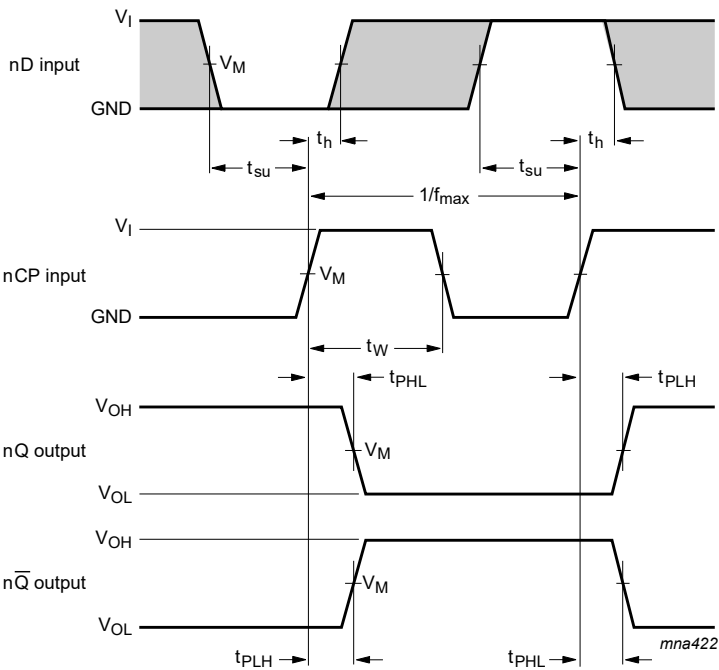 V_I
nD input
V_M
GND
t_h
t_h
t_su
t_su
1/f_max
V_I
nCP input
V_M
GND
t_W
t_PHL
t_PLH
V_OH
nQ output
V_M
V_OL
V_OH
nQ̅ output
V_M
V_OL
t_PLH
t_PHL
mna422